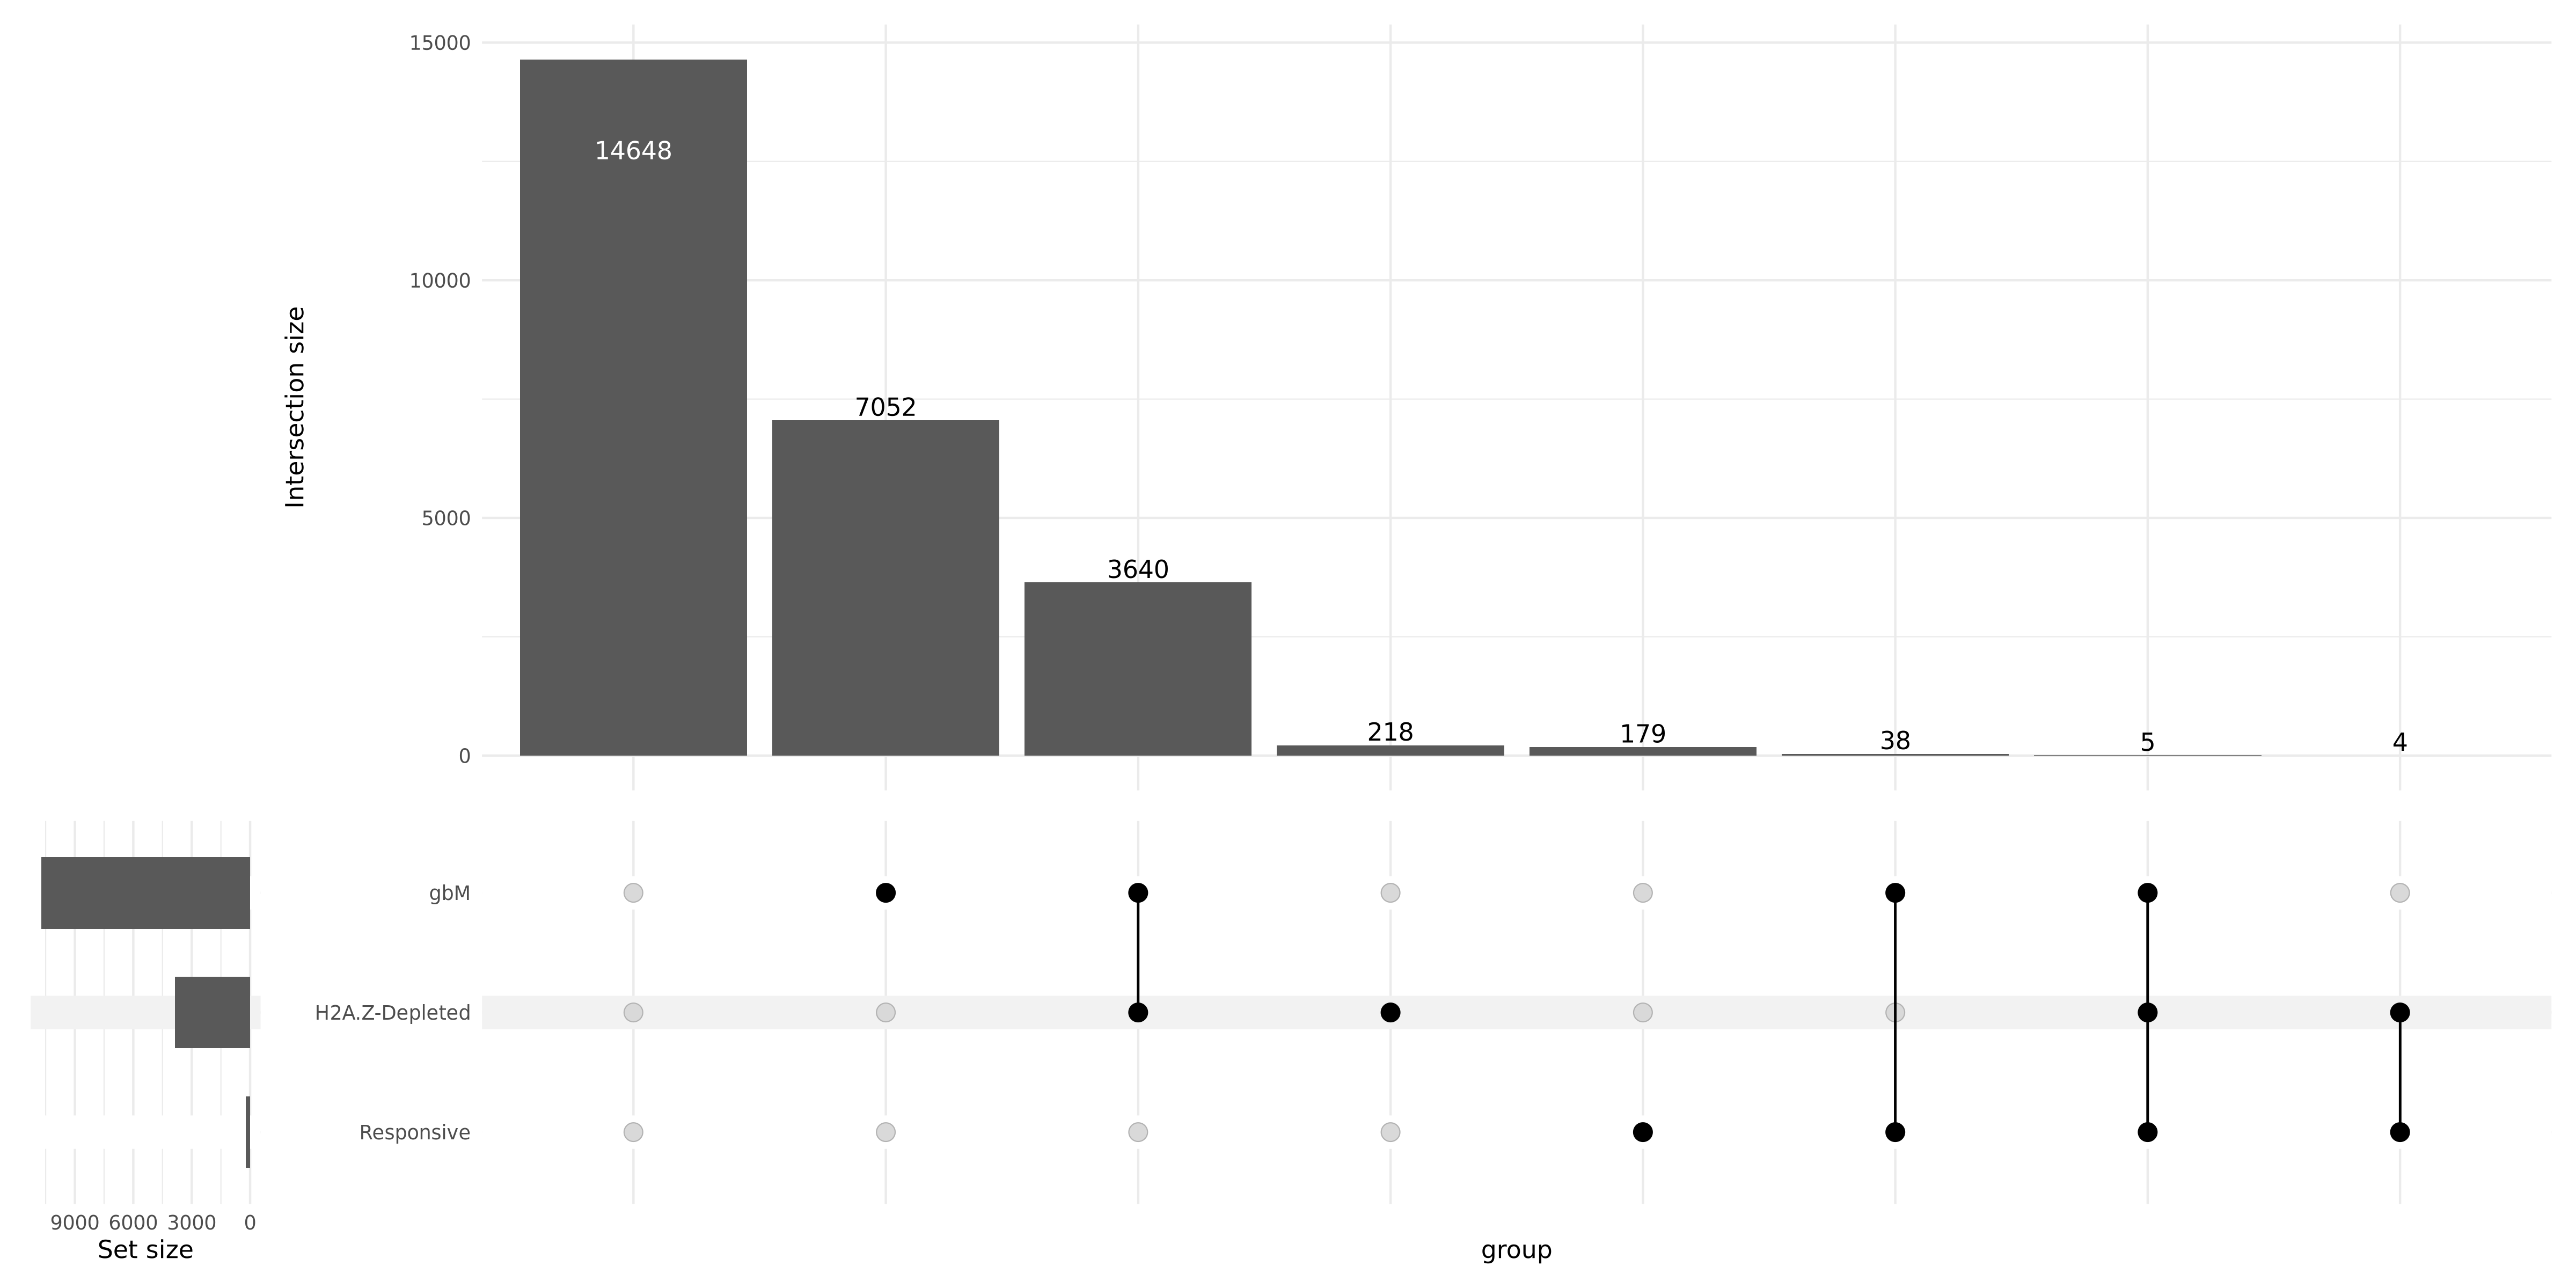 15000
10000
5000
0
Intersection size
14648
7052
3640
218
179
38
5
4
gbM
H2A.Z-Depleted
Responsive
9000 6000 3000 0
Set size
group